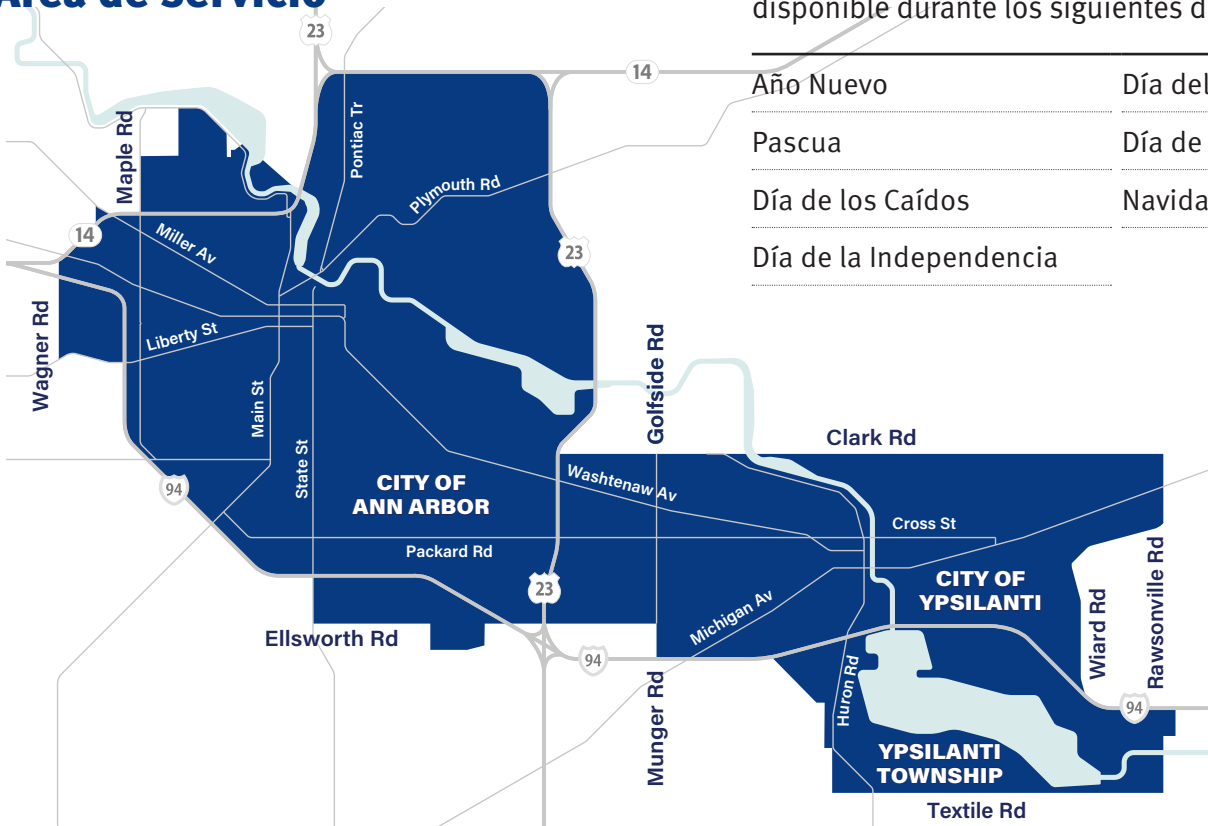 Área de Servicio
disponible durante los siguientes d
Año Nuevo
Día del
Pascua
Día de
Día de los Caídos
Navida
Día de la Independencia
23
14
Maple Rd
Pontiac Tr
Plymouth Rd
14
Miller Av
23
Wagner Rd
Liberty St
Golfside Rd
Main St
Clark Rd
State St
94
CITY OF
ANN ARBOR
Washtenaw Av
Cross St
Packard Rd
23
CITY OF
YPSILANTI
Rawsonville Rd
Wiard Rd
Michigan Av
Ellsworth Rd
94
Munger Rd
Huron Rd
94
YPSILANTI
TOWNSHIP
Textile Rd